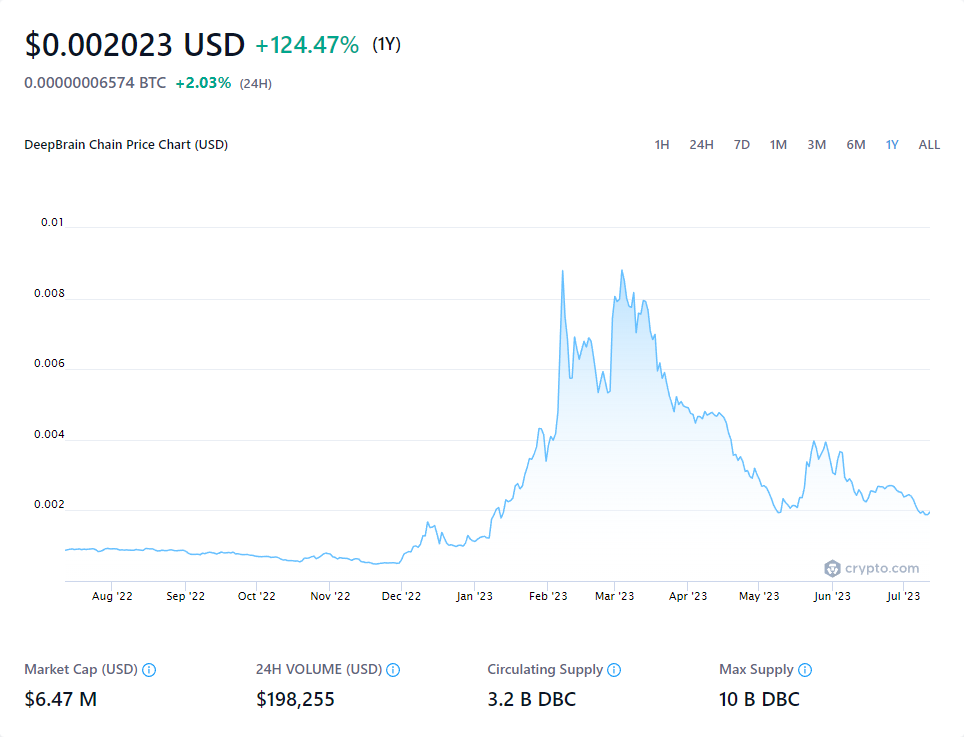 $0.002023 USD +124.47% (1Y)
0.00000006574 BTC +2.03% (24H)
DeepBrain Chain Price Chart (USD) 1H 24H 7D 1M 3M 6M 1Y ALL
0.01
0.008
0.006
0.004
0.002
crypto.com
Aug '22 Sep '22 Oct '22 Nov '22 Dec '22 Jan '23 Feb '23 Mar '23 Apr '23 May '23 Jun '23 Jul '23
Market Cap (USD) 24H VOLUME (USD) Circulating Supply Max Supply
$6.47 M $198,255 3.2 B DBC 10 B DBC